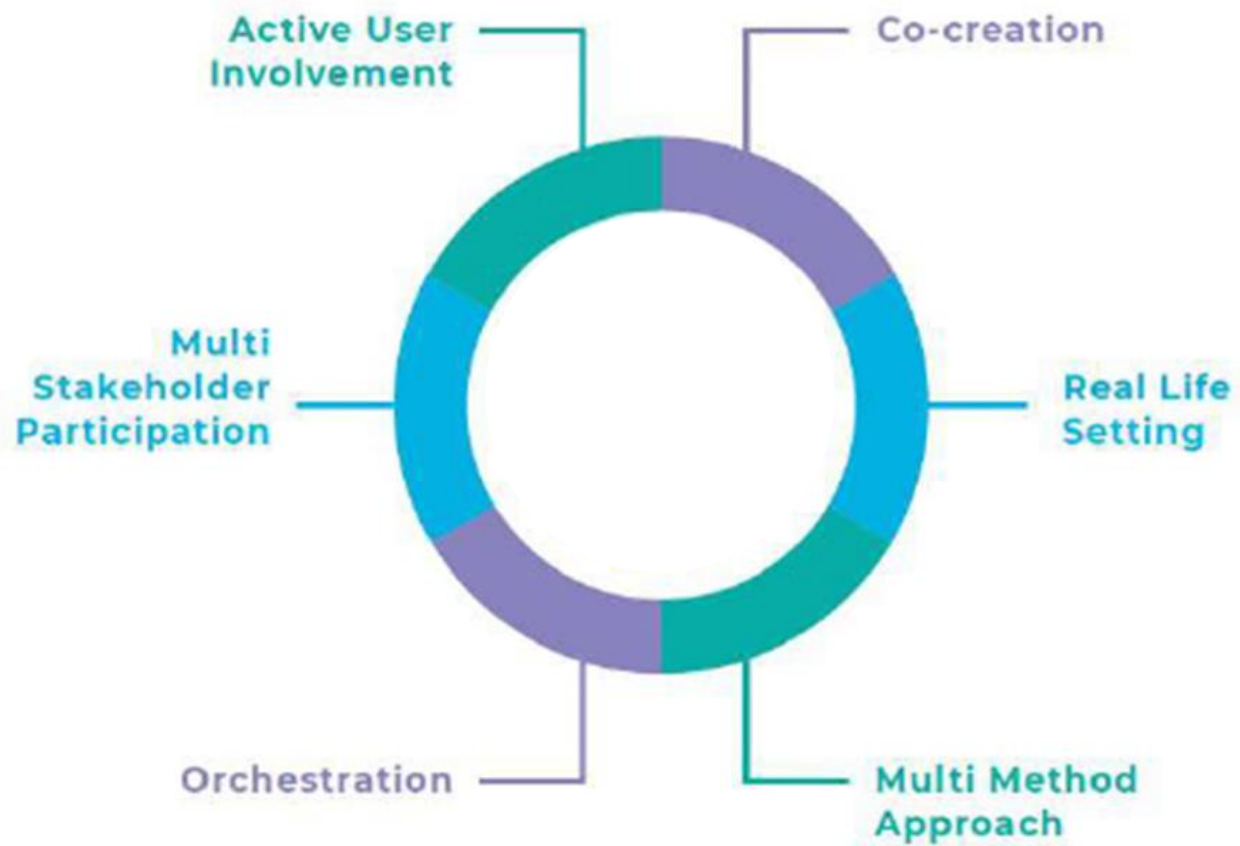 Active User
Involvement
Co-creation
Multi
Stakeholder
Participation
Real Life
Setting
Orchestration
Multi Method
Approach